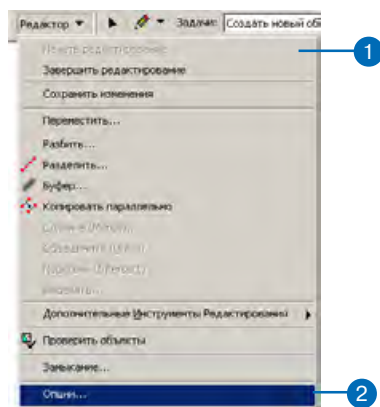 Редактор Задача: Создать новый об
Начать редактирование 1
Завершить редактирование
Сохранить изменения
Переместить...
Разбить...
Разделить...
Буфер...
Копировать параллельно
Дополнительные Инструменты Редактирования
Проверить объекты
Замыкание...
Опции... 2